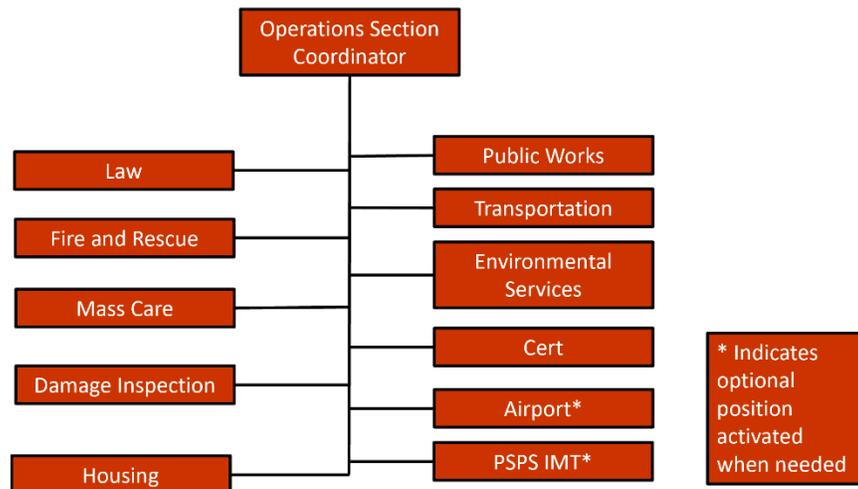 Operations Section
Coordinator
Law
Fire and Rescue
Mass Care
Damage Inspection
Housing
Public Works
Transportation
Environmental
Services
Cert
Airport*
PSPS IMT*
* Indicates
optional
position
activated
when needed